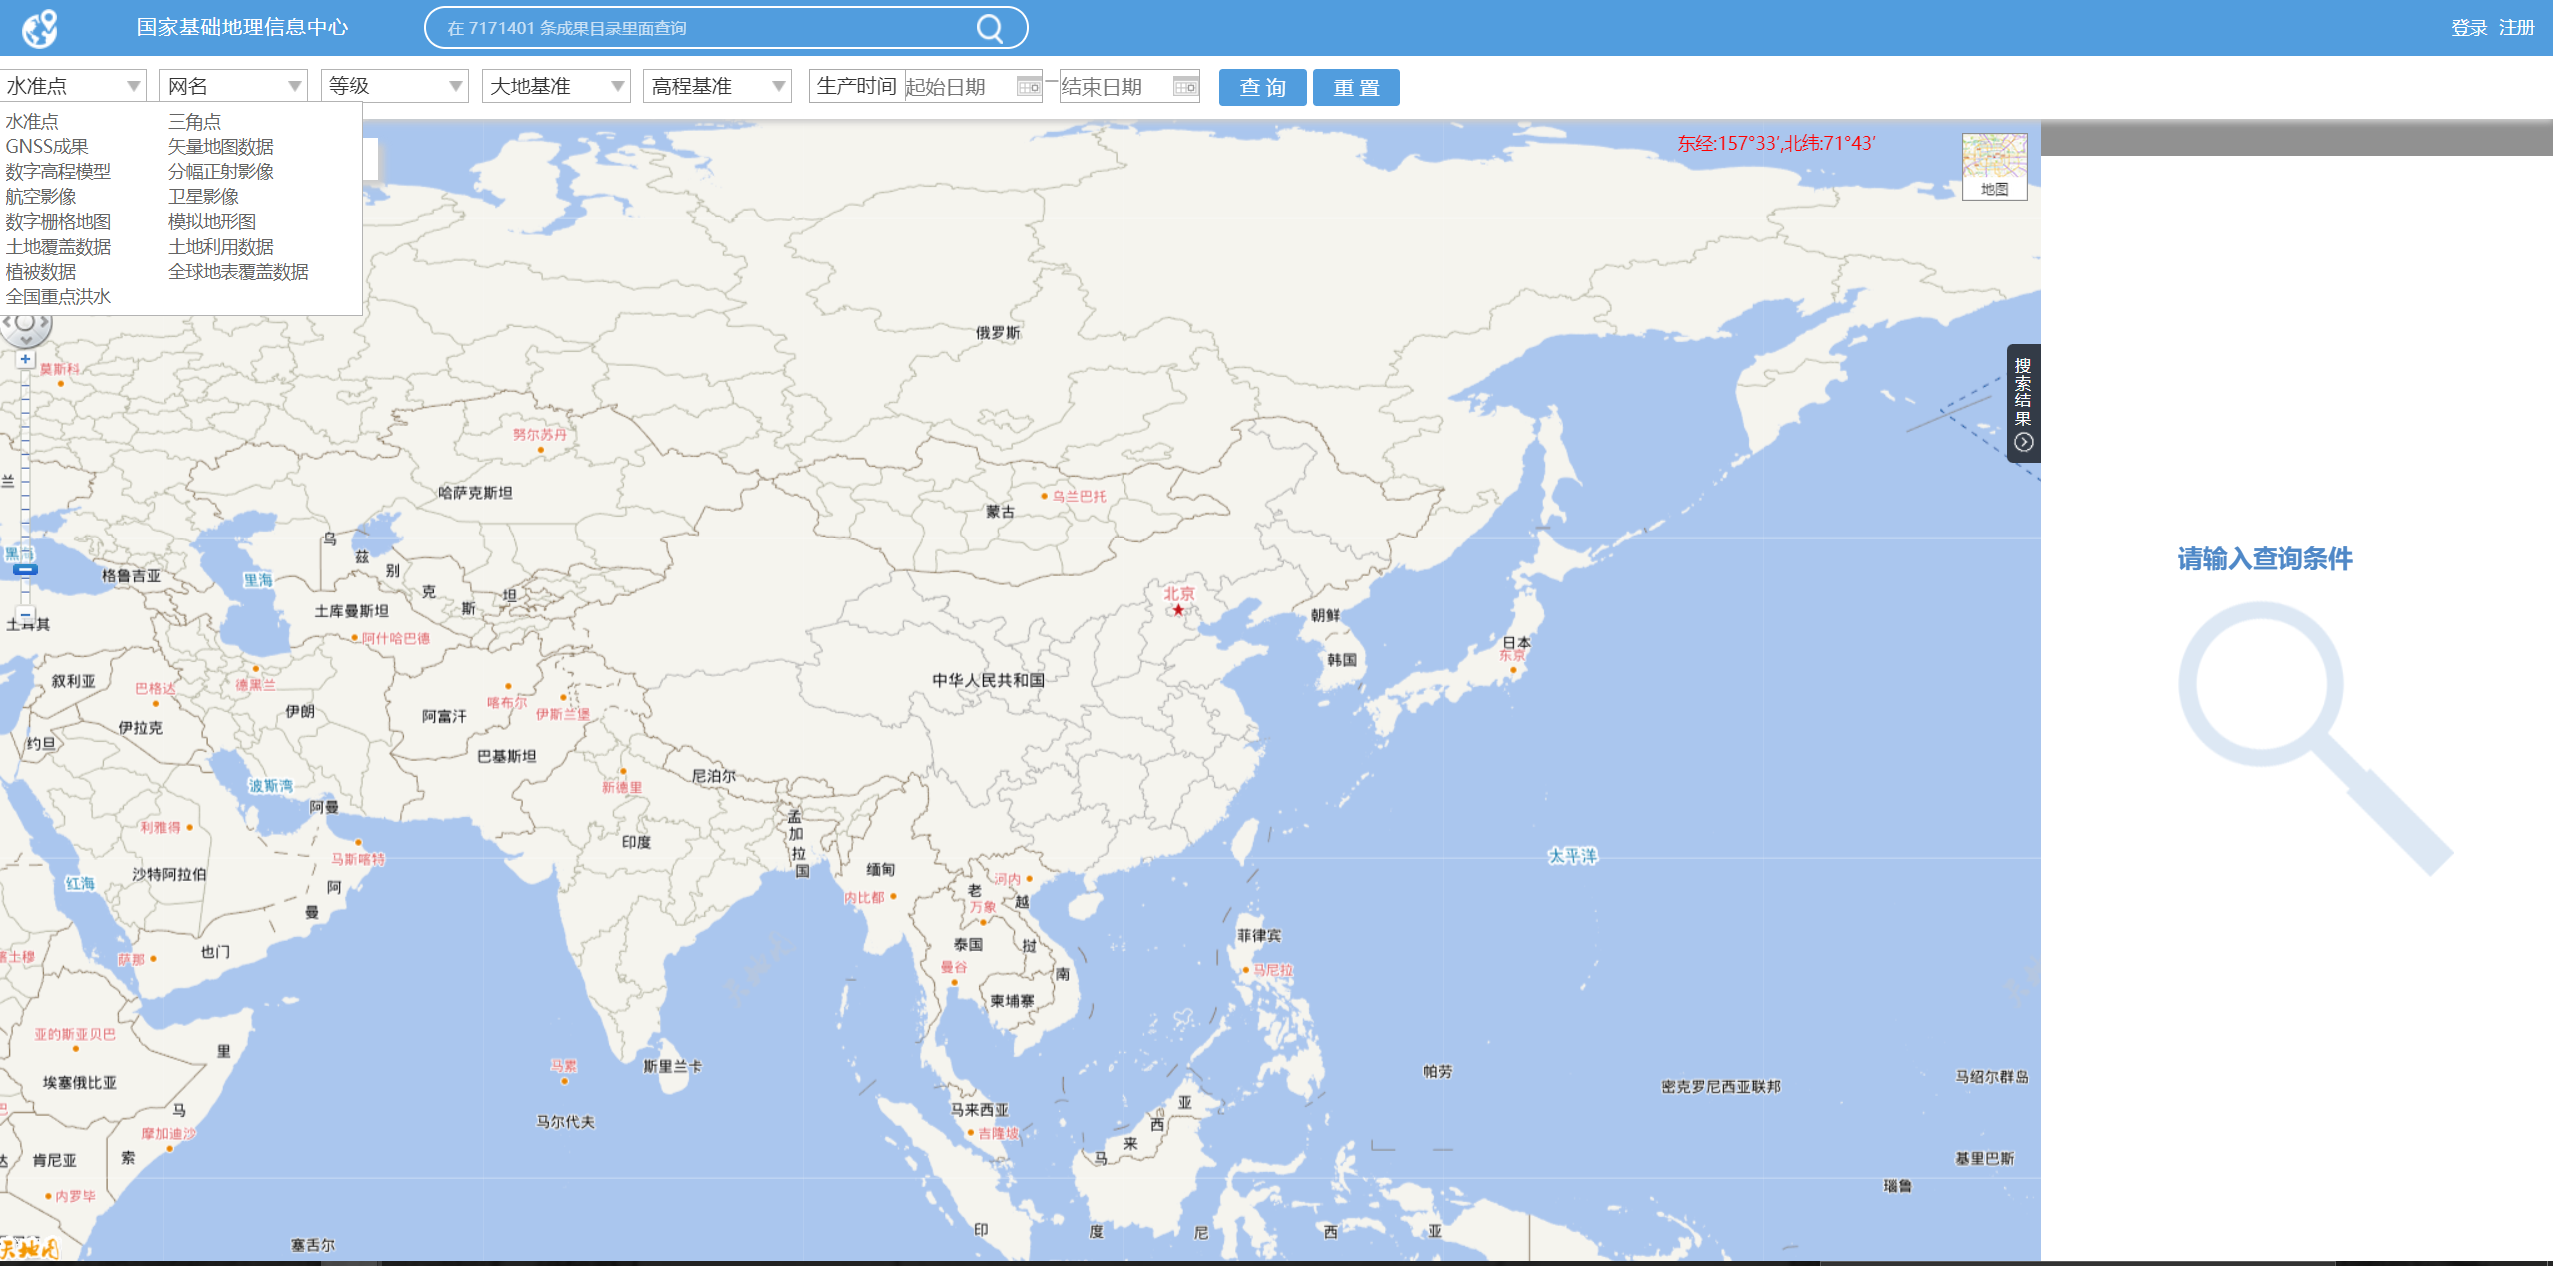 国家基础地理信息中心
在 7171401 条成果目录里面查询
登录 注册
水准点 网名 等级 大地基准 高程基准 生产时间 起始日期 结束日期 查 询 重 置
水准点 三角点
GNSS成果 矢量地图数据
数字高程模型 分幅正射影像
航空影像 卫星影像
数字栅格地图 模拟地形图
土地覆盖数据 土地利用数据
植被数据 全球地表覆盖数据
全国重点洪水
东经:157°33′,北纬:71°43′
地图
搜索结果
请输入查询条件
俄罗斯
莫斯科
努尔苏丹
哈萨克斯坦
乌兰巴托
蒙古
兰
乌兹别克斯坦
格鲁吉亚
里海
土库曼斯坦
阿什哈巴德
北京
朝鲜
日本
东京
韩国
叙利亚
巴格达
德黑兰
喀布尔
伊斯兰堡
中华人民共和国
伊拉克
伊朗
阿富汗
约旦
巴基斯坦
尼泊尔
新德里
波斯湾
阿曼
孟加拉国
利雅得
印度
马斯喀特
太平洋
沙特阿拉伯
红海
阿曼
缅甸
内比都
河内
老
万象
越
挝
南
泰国
曼谷
柬埔寨
菲律宾
马尼拉
也门
萨那
亚的斯亚贝巴
埃塞俄比亚
里
马
索
摩加迪沙
肯尼亚
内罗毕
马累
斯里兰卡
马尔代夫
帕劳
密克罗尼西亚联邦
马绍尔群岛
马来西亚
吉隆坡
马来西亚
基里巴斯
瑙鲁
印度尼西亚
塞舌尔
天地图